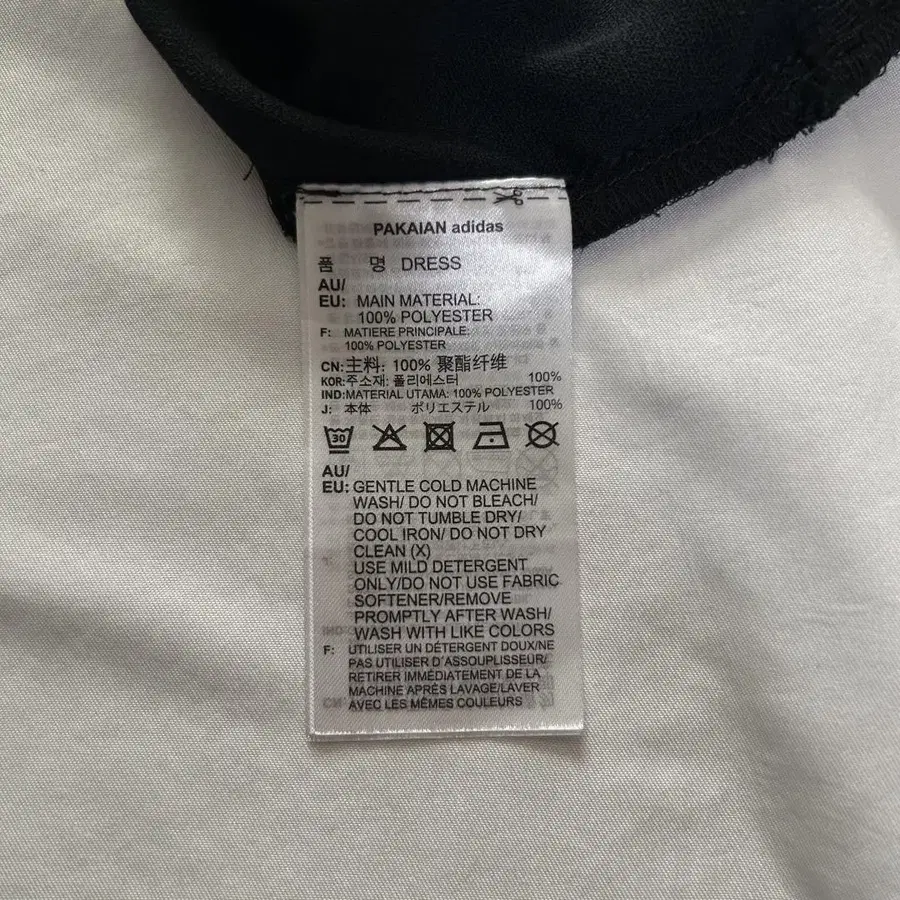 PAKAIAN adidas
품 명 DRESS
AU/
EU: MAIN MATERIAL:
100% POLYESTER
F: MATIERE PRINCIPALE:
100% POLYESTER
CN:主料: 100% 聚酯纤维
KOR:주소재: 폴리에스터 100%
IND:MATERIAL UTAMA: 100% POLYESTER
J: 本体 ポリエステル 100%
30
AU/
EU: GENTLE COLD MACHINE
WASH/ DO NOT BLEACH/
DO NOT TUMBLE DRY/
COOL IRON/ DO NOT DRY
CLEAN (X)
USE MILD DETERGENT
ONLY/DO NOT USE FABRIC
SOFTENER/REMOVE
PROMPTLY AFTER WASH/
WASH WITH LIKE COLORS
F: UTILISER UN DÉTERGENT DOUX/NE
PAS UTILISER D'ASSOUPLISSEUR/
RETIRER IMMÉDIATEMENT DE LA
MACHINE APRÈS LAVAGE/LAVER
AVEC LES MÊMES COULEURS